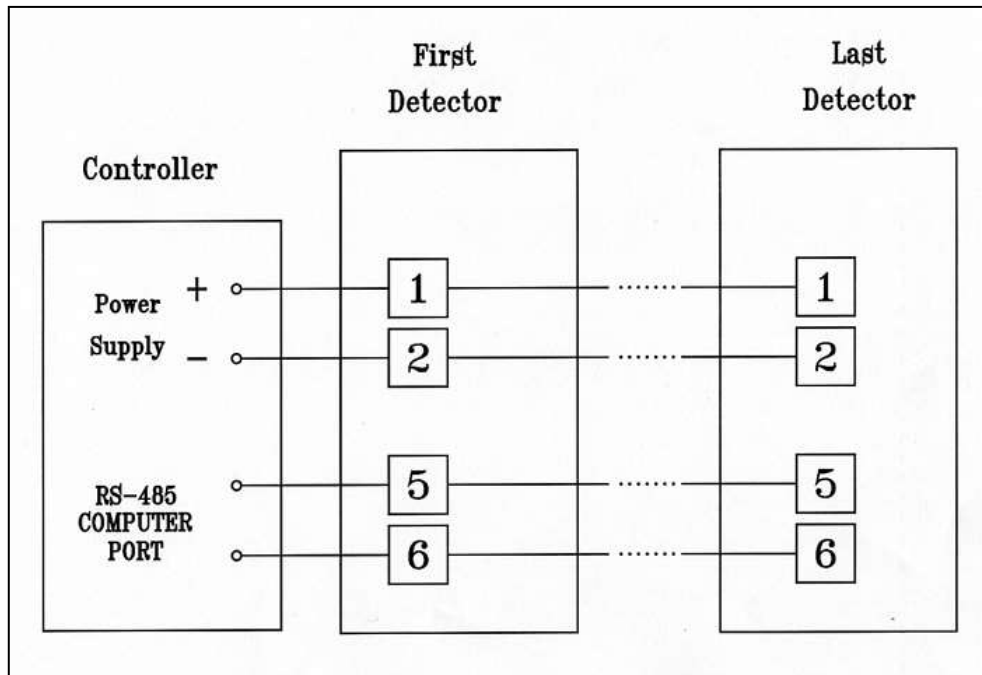 First
Detector
Last
Detector
Controller
Power
Supply
+
−
1
2
1
2
RS-485
COMPUTER
PORT
5
6
5
6